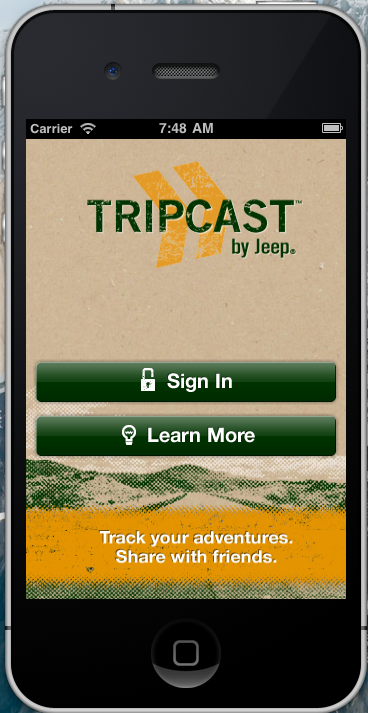 Carrier 7:48 AM
TRIPCAST™
by Jeep®
Sign In
Learn More
Track your adventures.
Share with friends.